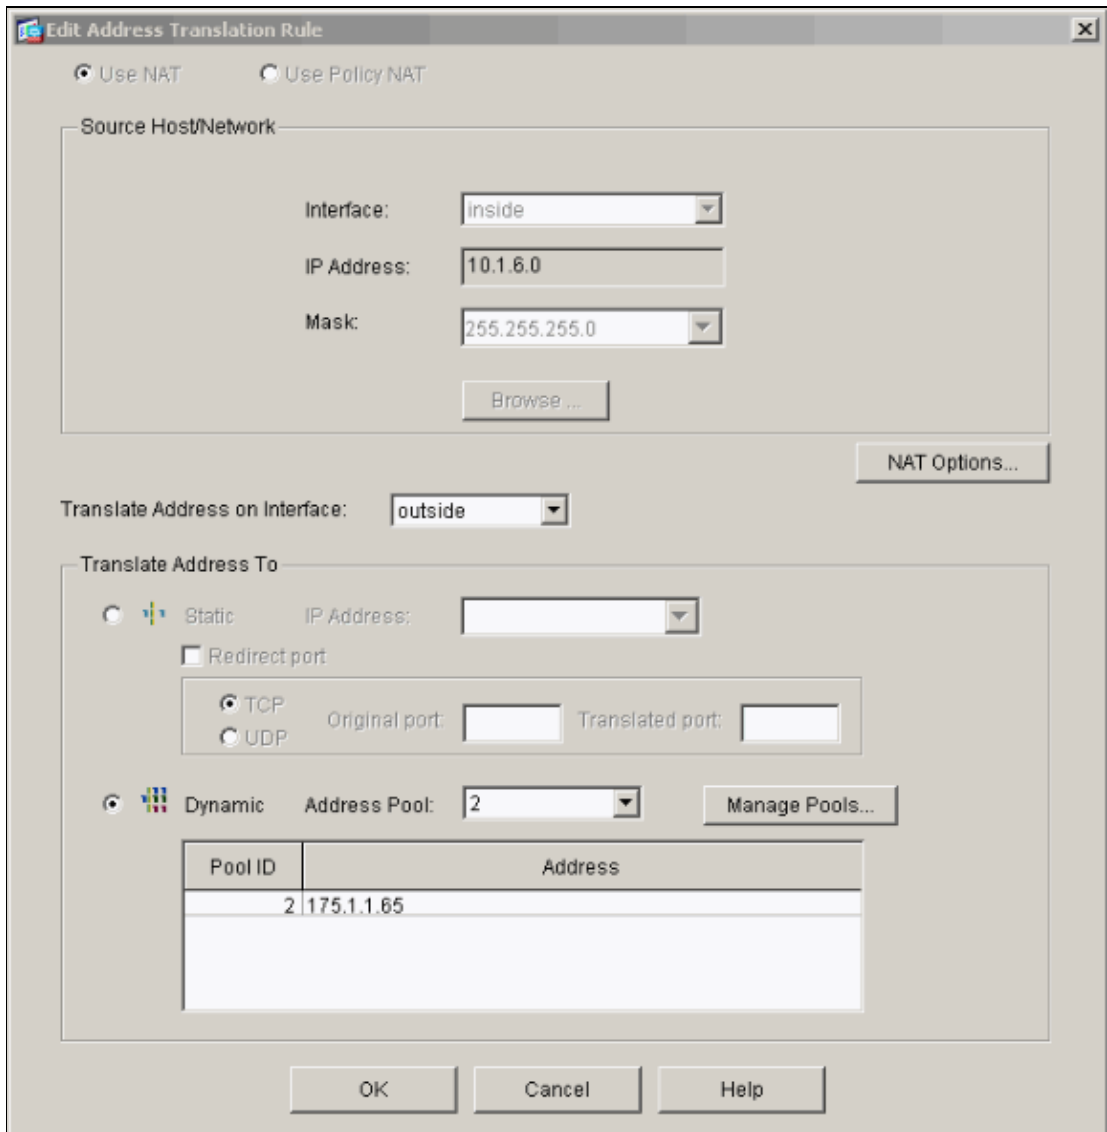 Edit Address Translation Rule
Use NAT Use Policy NAT
Source Host/Network
Interface: inside
IP Address: 10.1.6.0
Mask: 255.255.255.0
Browse ...
NAT Options...
Translate Address on Interface: outside
Translate Address To
Static IP Address:
Redirect port
TCP
Original port: Translated port:
UDP
Dynamic Address Pool: 2 Manage Pools...
Pool ID Address
2 175.1.1.65
OK Cancel Help